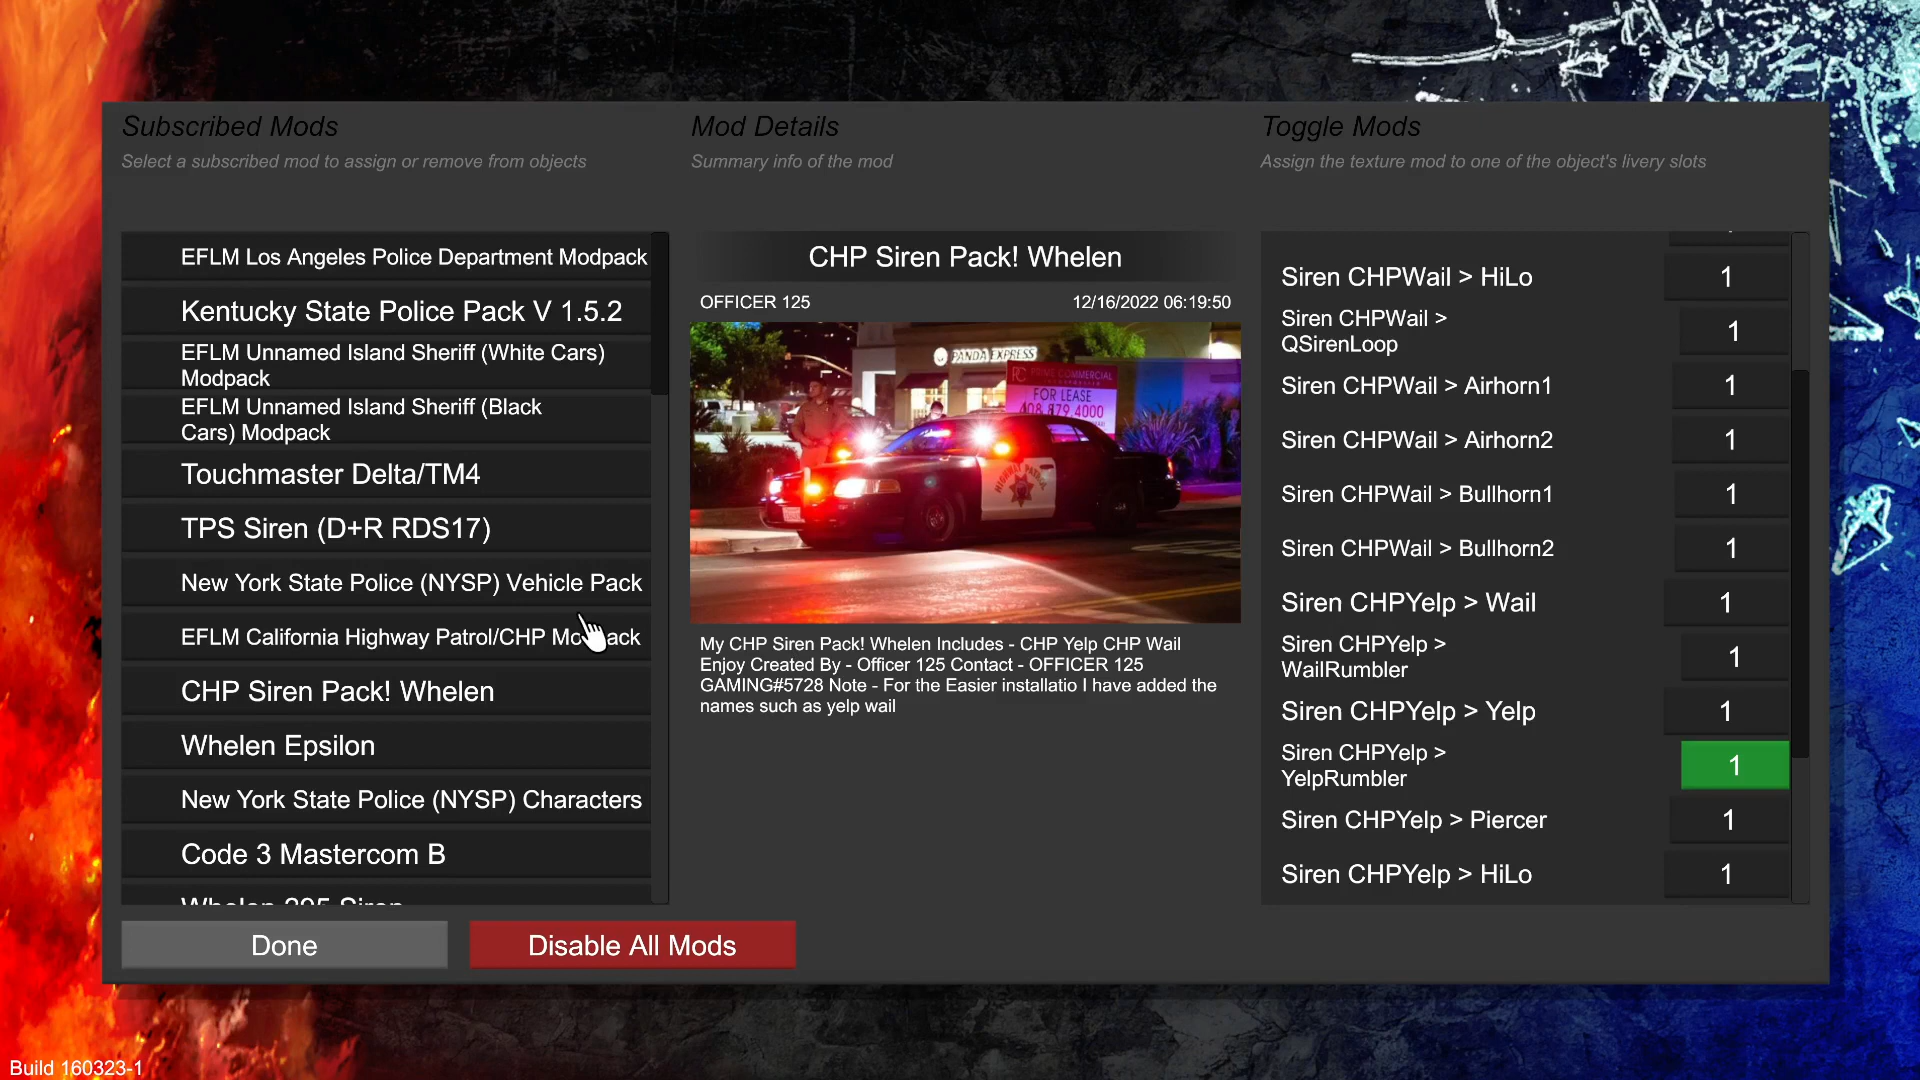 Subscribed Mods
Select a subscribed mod to assign or remove from objects
EFLM Los Angeles Police Department Modpack
Kentucky State Police Pack V 1.5.2
EFLM Unnamed Island Sheriff (White Cars)
Modpack
EFLM Unnamed Island Sheriff (Black
Cars) Modpack
Touchmaster Delta/TM4
TPS Siren (D+R RDS17)
New York State Police (NYSP) Vehicle Pack
EFLM California Highway Patrol/CHP
CHP Siren Pack! Whelen
Whelen Epsilon
New York State Police (NYSP) Characters
Code 3 Mastercom B
Whelen 295 Siren
Done
Disable All Mods
Mod Details
Summary info of the mod
CHP Siren Pack! Whelen
OFFICER 125
12/16/2022 06:19:50
PANDA EXPRESS
PRIME COMMERCIAL
FOR LEASE
408.879.4000
HIGHWAY PATROL
My CHP Siren Pack! Whelen Includes - CHP Yelp CHP Wail
Enjoy Created By - Officer 125 Contact - OFFICER 125
GAMING#5728 Note - For the Easier installatio I have added the
names such as yelp wail
Toggle Mods
Assign the texture mod to one of the object's livery slots
Siren CHPWail > HiLo 1
Siren CHPWail >
QSirenLoop 1
Siren CHPWail > Airhorn1 1
Siren CHPWail > Airhorn2 1
Siren CHPWail > Bullhorn1 1
Siren CHPWail > Bullhorn2 1
Siren CHPYelp > Wail 1
Siren CHPYelp >
WailRumbler 1
Siren CHPYelp > Yelp 1
Siren CHPYelp >
YelpRumbler 1
Siren CHPYelp > Piercer 1
Siren CHPYelp > HiLo 1
Build 160323-1